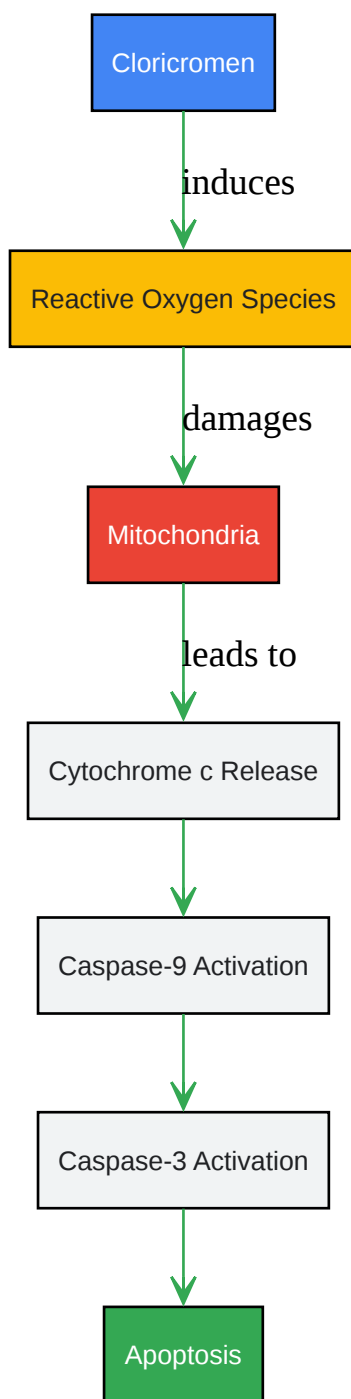 Cloricromen
induces
Reactive Oxygen Species
damages
Mitochondria
leads to
Cytochrome c Release
Caspase-9 Activation
Caspase-3 Activation
Apoptosis